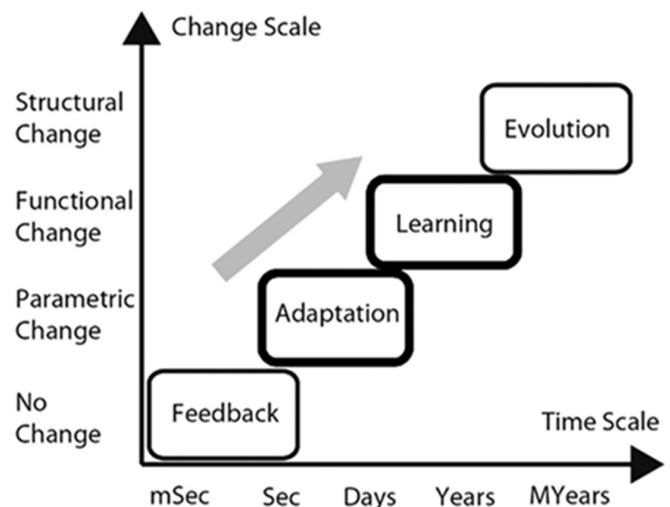 Change Scale
Structural
Change
Evolution
Functional
Change
Learning
Parametric
Change
Adaptation
No
Change
Feedback
Time Scale
mSec Sec Days Years MYears